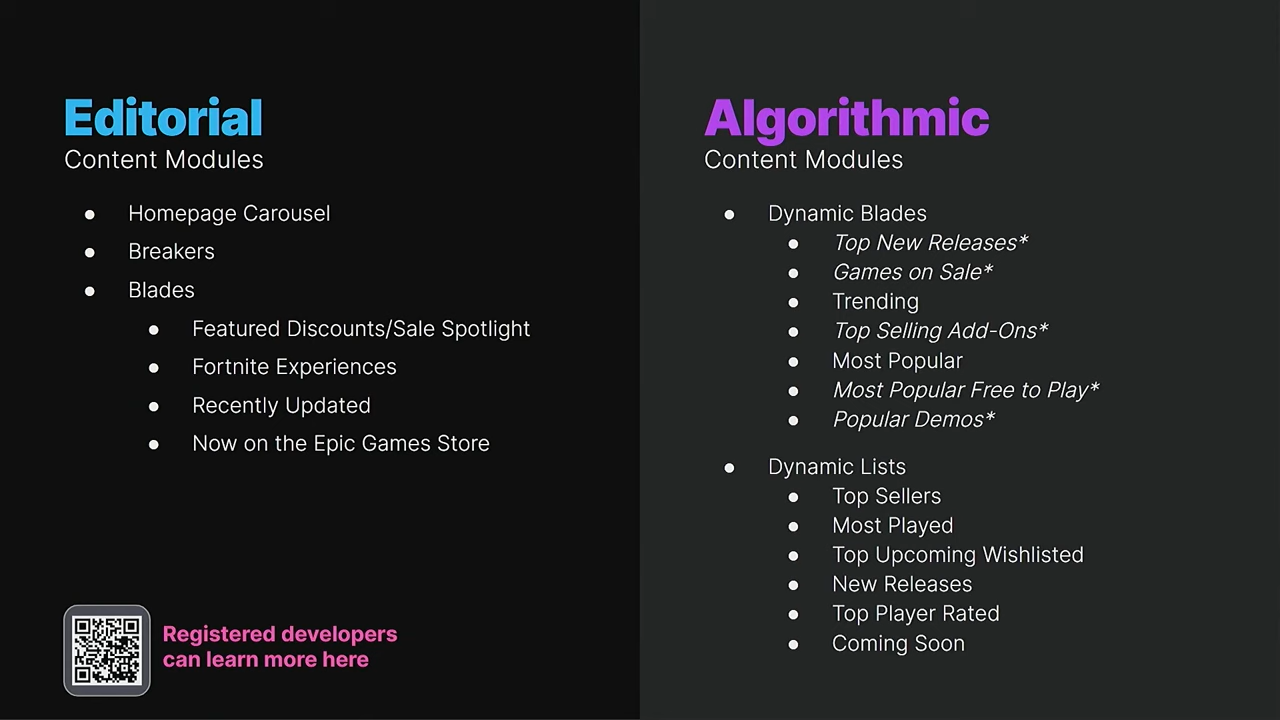 Editorial
Content Modules
● Homepage Carousel
● Breakers
● Blades
● Featured Discounts/Sale Spotlight
● Fortnite Experiences
● Recently Updated
● Now on the Epic Games Store
Registered developers
can learn more here
Algorithmic
Content Modules
● Dynamic Blades
● Top New Releases*
● Games on Sale*
● Trending
● Top Selling Add-Ons*
● Most Popular
● Most Popular Free to Play*
● Popular Demos*
● Dynamic Lists
● Top Sellers
● Most Played
● Top Upcoming Wishlisted
● New Releases
● Top Player Rated
● Coming Soon